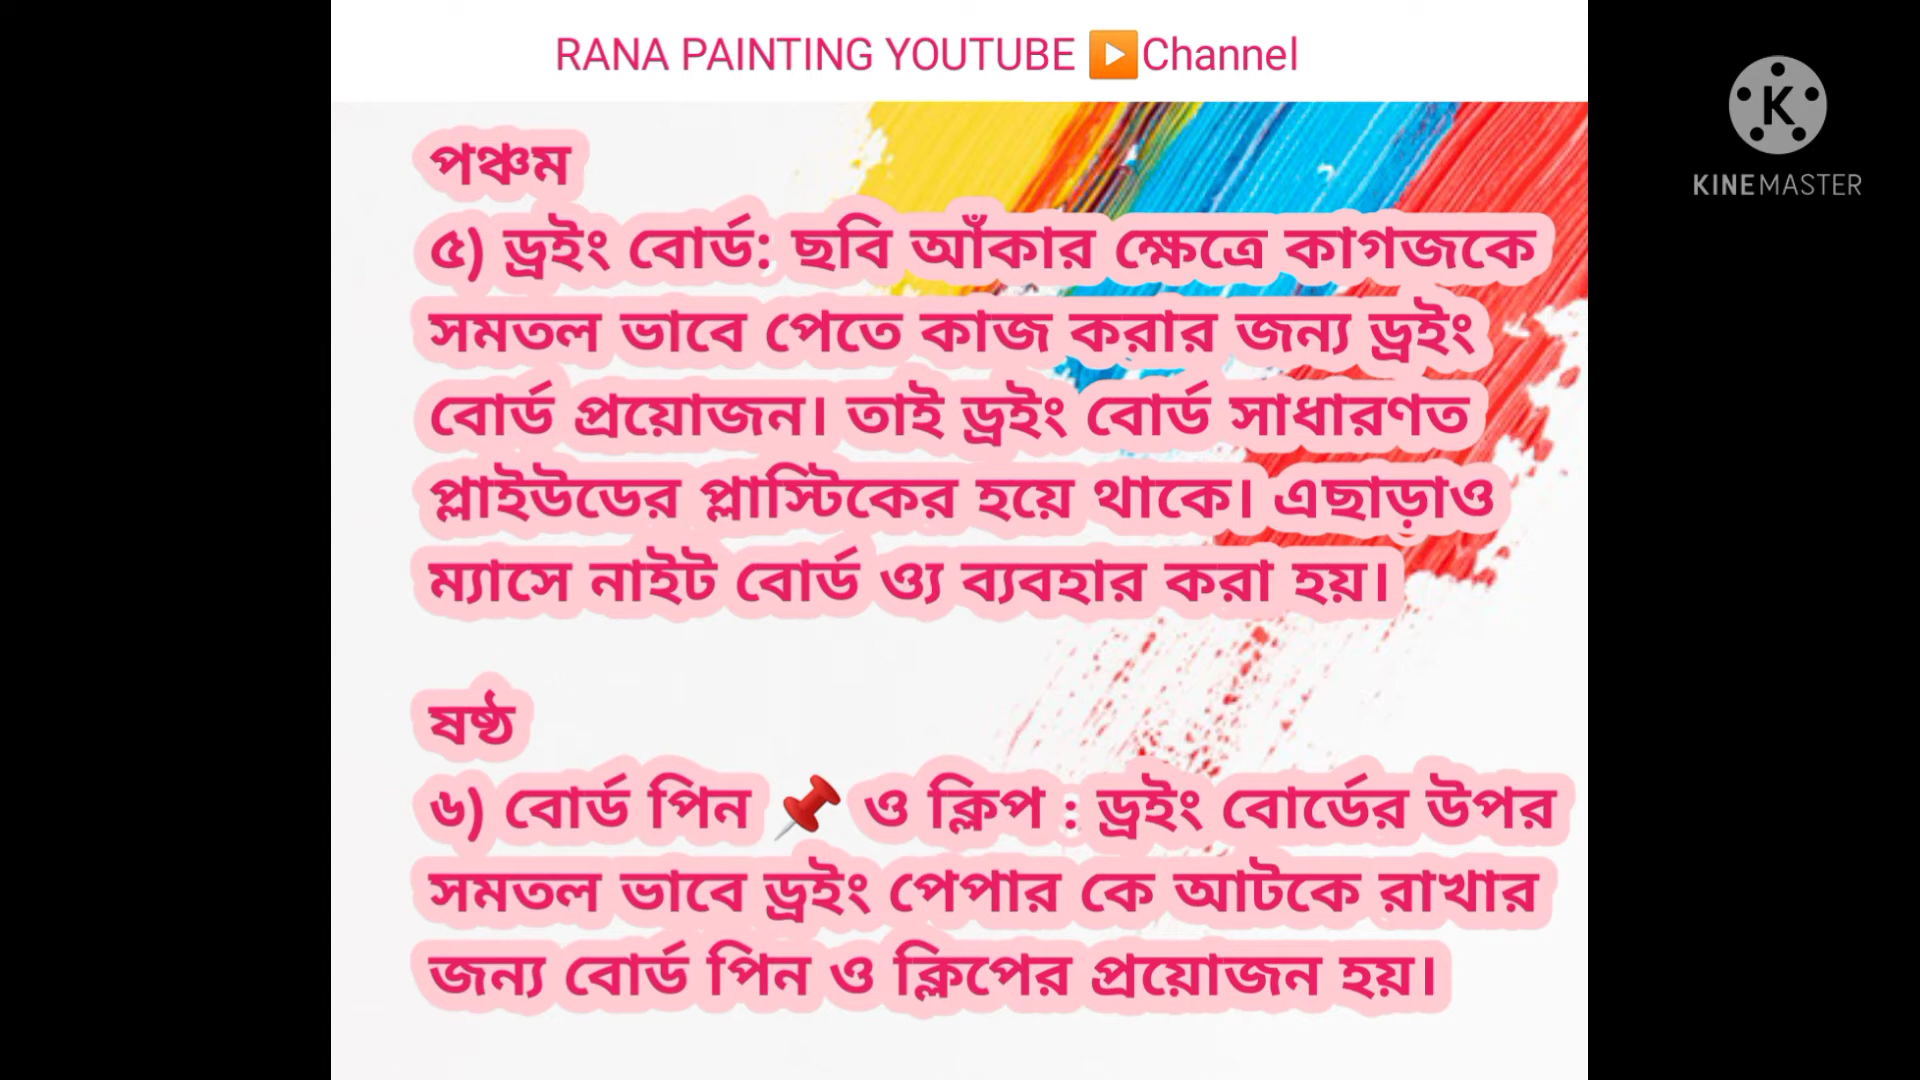 RANA PAINTING YOUTUBE ▶️Channel
KINEMASTER
পঞ্চম
৫) ড্রইং বোর্ড: ছবি আঁকার ক্ষেত্রে কাগজকে
সমতল ভাবে পেতে কাজ করার জন্য ড্রইং
বোর্ড প্রয়োজন। তাই ড্রইং বোর্ড সাধারণত
প্লাইউডের প্লাস্টিকের হয়ে থাকে। এছাড়াও
ম্যাসে নাইট বোর্ড ও্য ব্যবহার করা হয়।
ষষ্ঠ
৬) বোর্ড পিন 📌 ও ক্লিপ : ড্রইং বোর্ডের উপর
সমতল ভাবে ড্রইং পেপার কে আটকে রাখার
জন্য বোর্ড পিন ও ক্লিপের প্রয়োজন হয়।